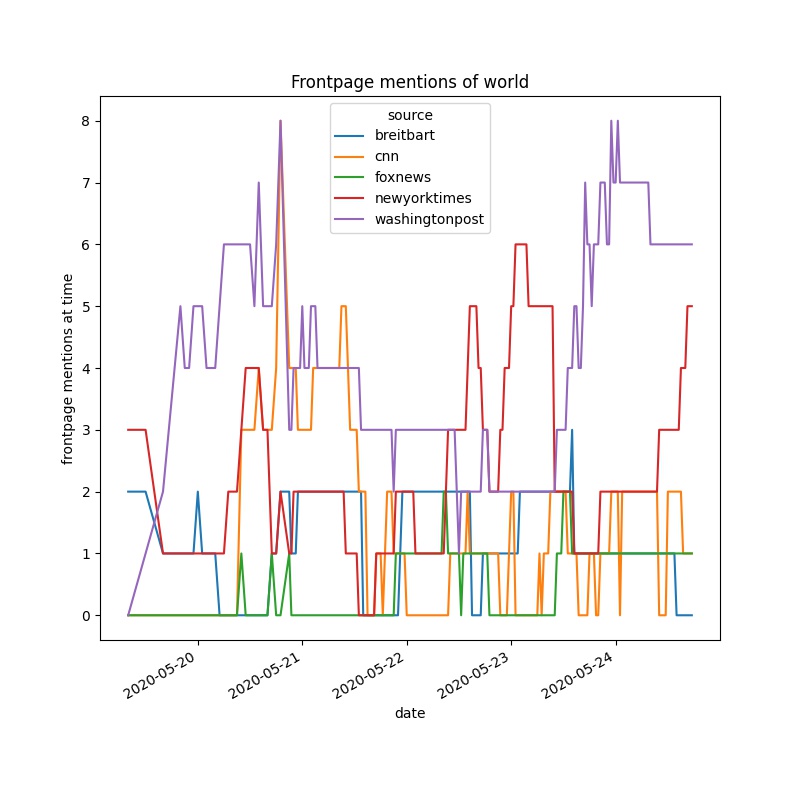 Frontpage mentions of world
source
breitbart
cnn
foxnews
newyorktimes
washingtonpost
frontpage mentions at time
8
7
6
5
4
3
2
1
0
2020-05-20
2020-05-21
2020-05-22
2020-05-23
2020-05-24
date